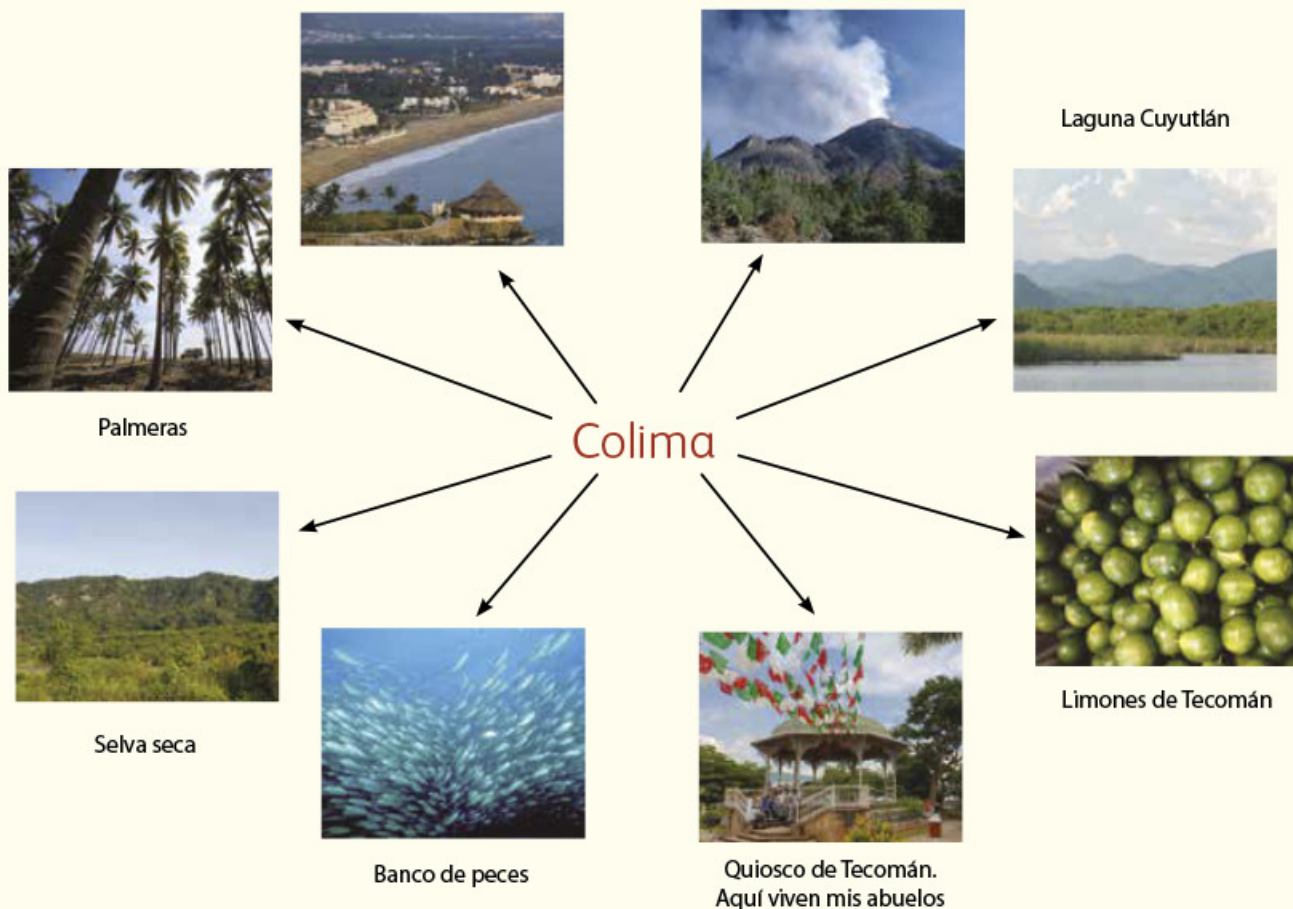 Laguna Cuyutlán
Palmeras
Colima
Selva seca
Limones de Tecomán
Banco de peces
Quiosco de Tecomán.
Aquí viven mis abuelos